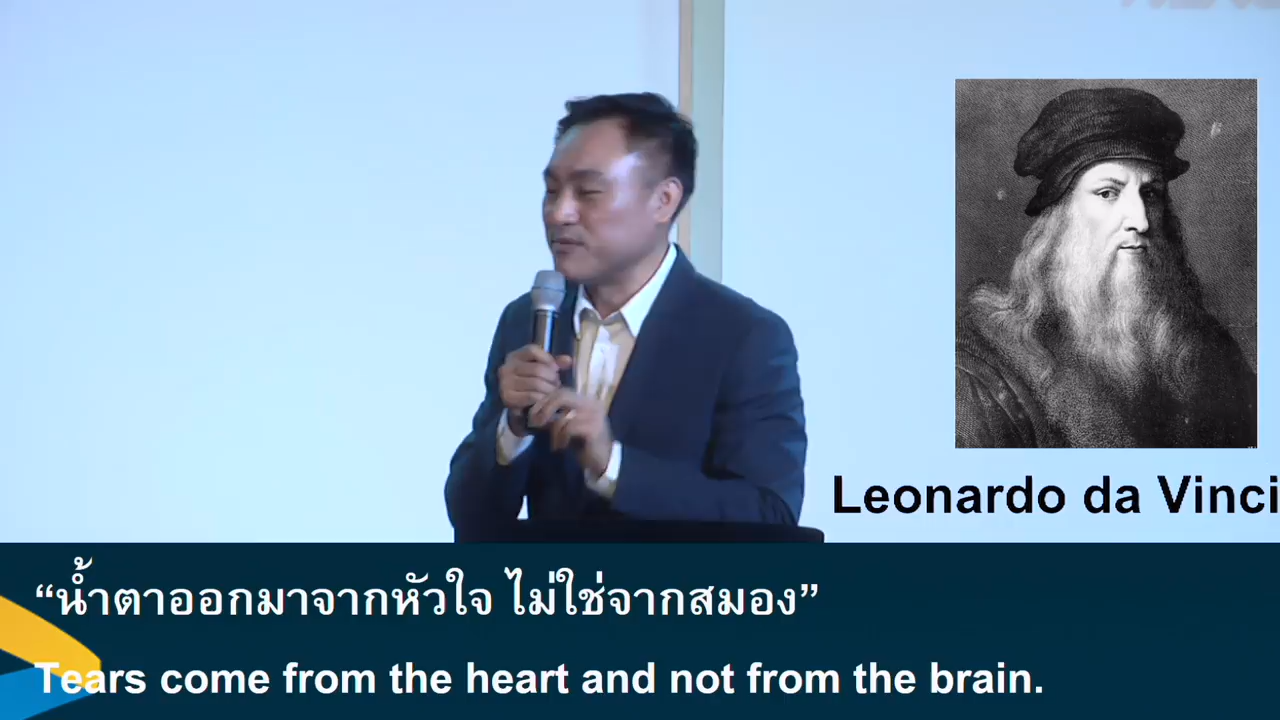 Leonardo da Vinci
“น้ำตาออกมาจากหัวใจ ไม่ใช่จากสมอง”
Tears come from the heart and not from the brain.